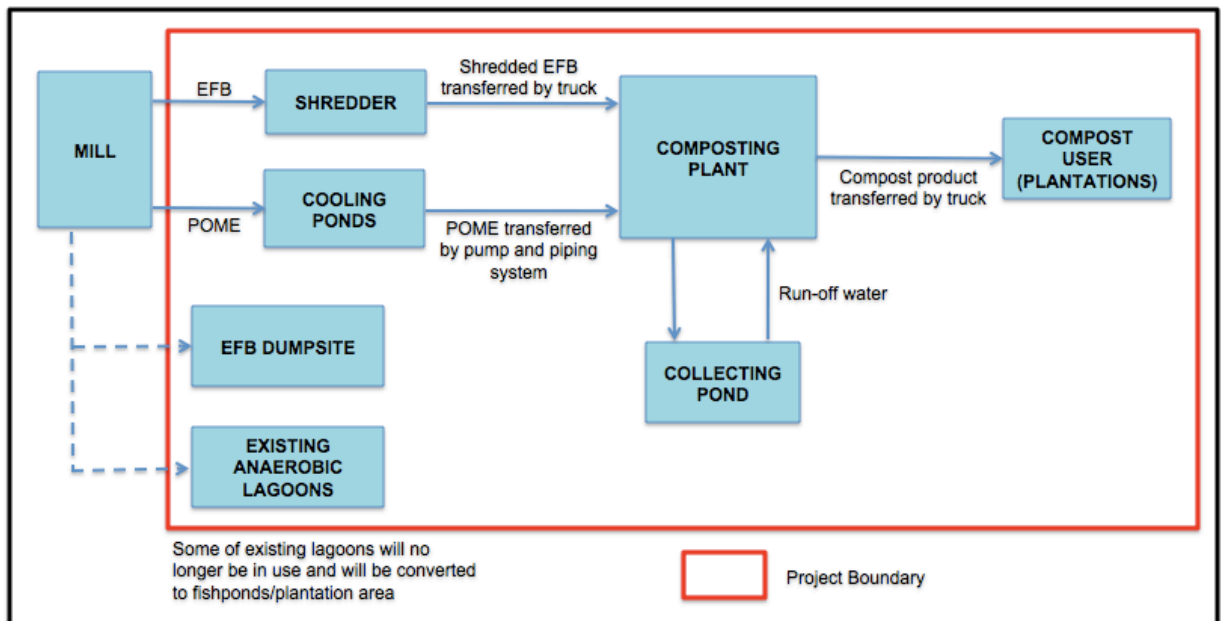 MILL
EFB
SHREDDER
Shredded EFB
transferred by truck
POME
COOLING
PONDS
POME transferred
by pump and piping
system
COMPOSTING
PLANT
Compost product
transferred by truck
COMPOST
USER
(PLANTATIONS)
Run-off water
COLLECTING
POND
EFB DUMPSITE
EXISTING
ANAEROBIC
LAGOONS
Some of existing lagoons will no
longer be in use and will be converted
to fishponds/plantation area
Project Boundary